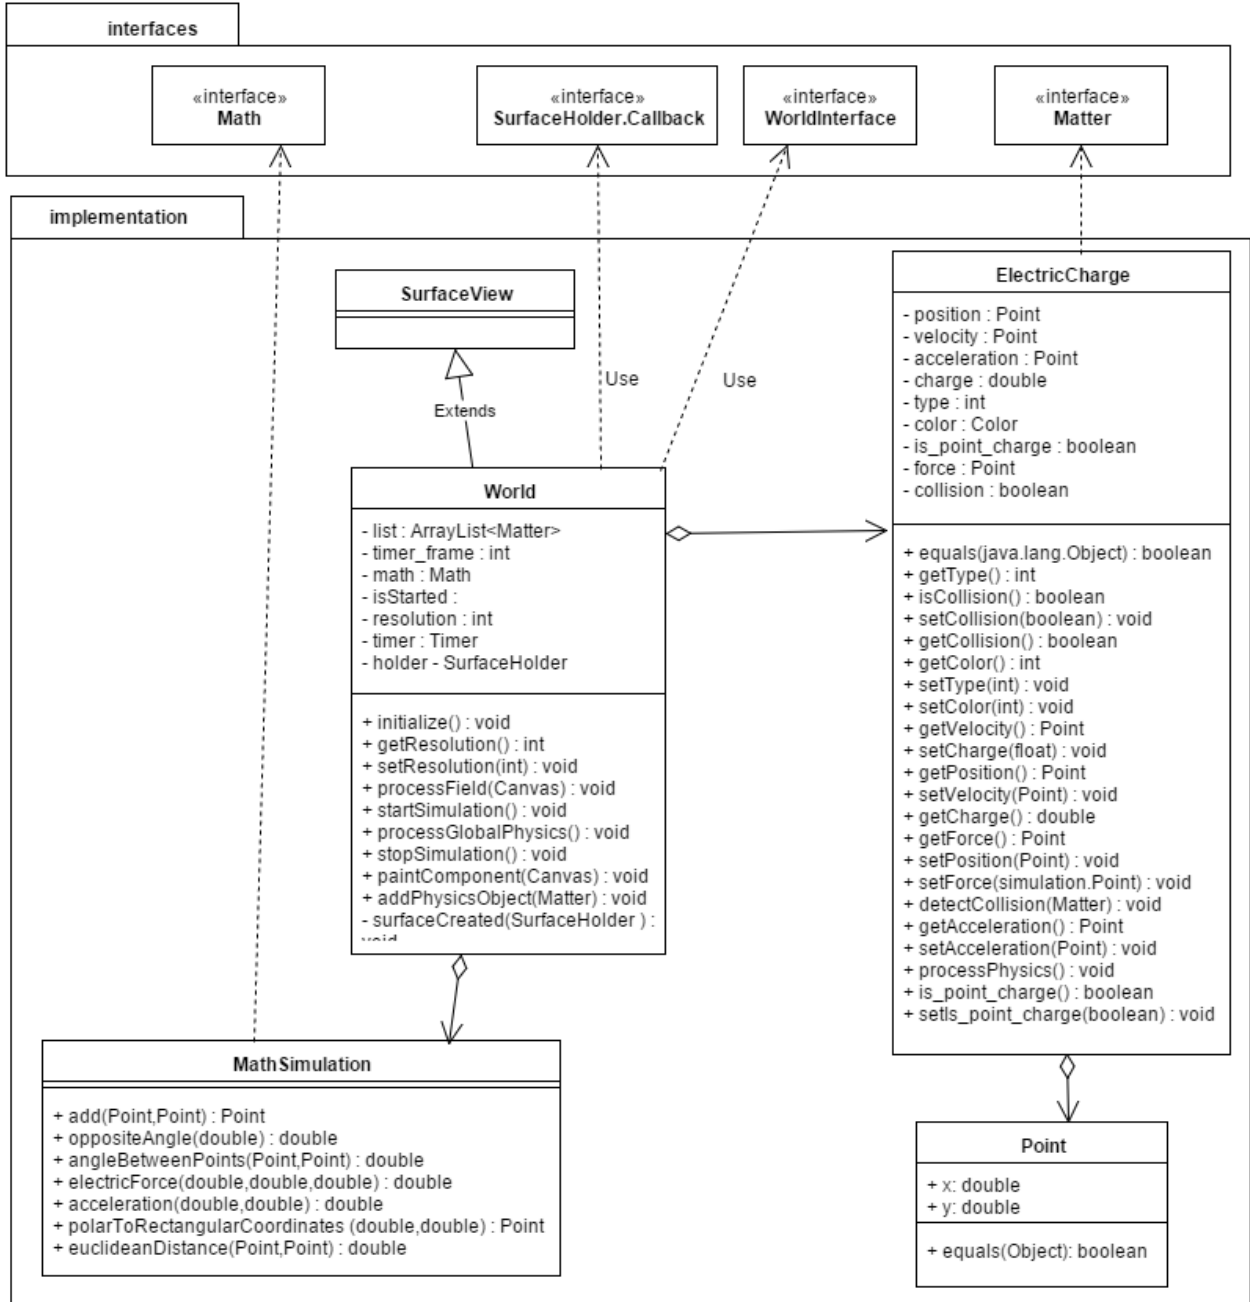 interfaces
«interface»
Math
«interface»
SurfaceHolder.Callback
«interface»
WorldInterface
«interface»
Matter
implementation
SurfaceView
Extends
Use
Use
World
- list : ArrayList<Matter>
- timer_frame : int
- math : Math
- isStarted :
- resolution : int
- timer : Timer
- holder - SurfaceHolder
+ initialize() : void
+ getResolution() : int
+ setResolution(int) : void
+ processField(Canvas) : void
+ startSimulation() : void
+ processGlobalPhysics() : void
+ stopSimulation() : void
+ paintComponent(Canvas) : void
+ addPhysicsObject(Matter) : void
- surfaceCreated(SurfaceHolder ) :
void
ElectricCharge
- position : Point
- velocity : Point
- acceleration : Point
- charge : double
- type : int
- color : Color
- is_point_charge : boolean
- force : Point
- collision : boolean
+ equals(java.lang.Object) : boolean
+ getType() : int
+ isCollision() : boolean
+ setCollision(boolean) : void
+ getCollision() : boolean
+ getColor() : int
+ setType(int) : void
+ setColor(int) : void
+ getVelocity() : Point
+ setCharge(float) : void
+ getPosition() : Point
+ setVelocity(Point) : void
+ getCharge() : double
+ getForce() : Point
+ setPosition(Point) : void
+ setForce(simulation.Point) : void
+ detectCollision(Matter) : void
+ getAcceleration() : Point
+ setAcceleration(Point) : void
+ processPhysics() : void
+ is_point_charge() : boolean
+ setIs_point_charge(boolean) : void
MathSimulation
+ add(Point,Point) : Point
+ oppositeAngle(double) : double
+ angleBetweenPoints(Point,Point) : double
+ electricForce(double,double,double) : double
+ acceleration(double,double) : double
+ polarToRectangularCoordinates (double,double) : Point
+ euclideanDistance(Point,Point) : double
Point
+ x: double
+ y: double
+ equals(Object): boolean